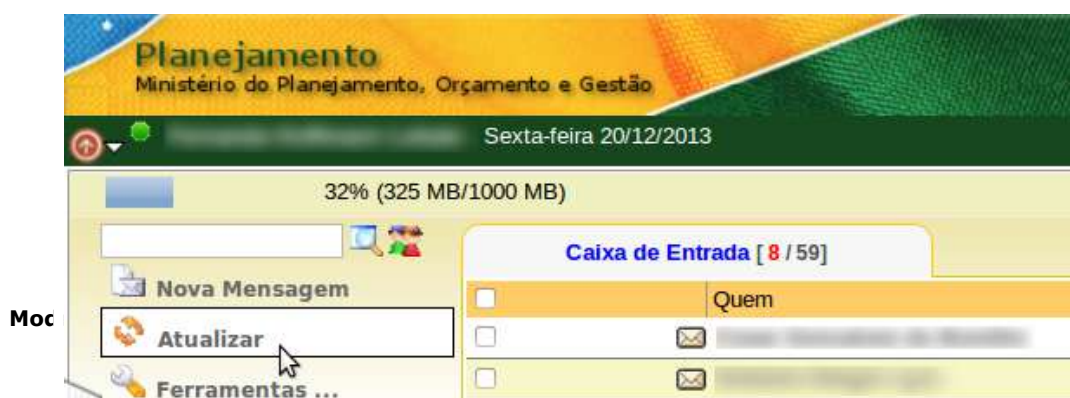 Planejamento
Ministério do Planejamento, Orçamento e Gestão
Sexta-feira 20/12/2013
32% (325 MB/1000 MB)
Caixa de Entrada [ 8 / 59]
Nova Mensagem
Quem
Atualizar
Ferramentas ...